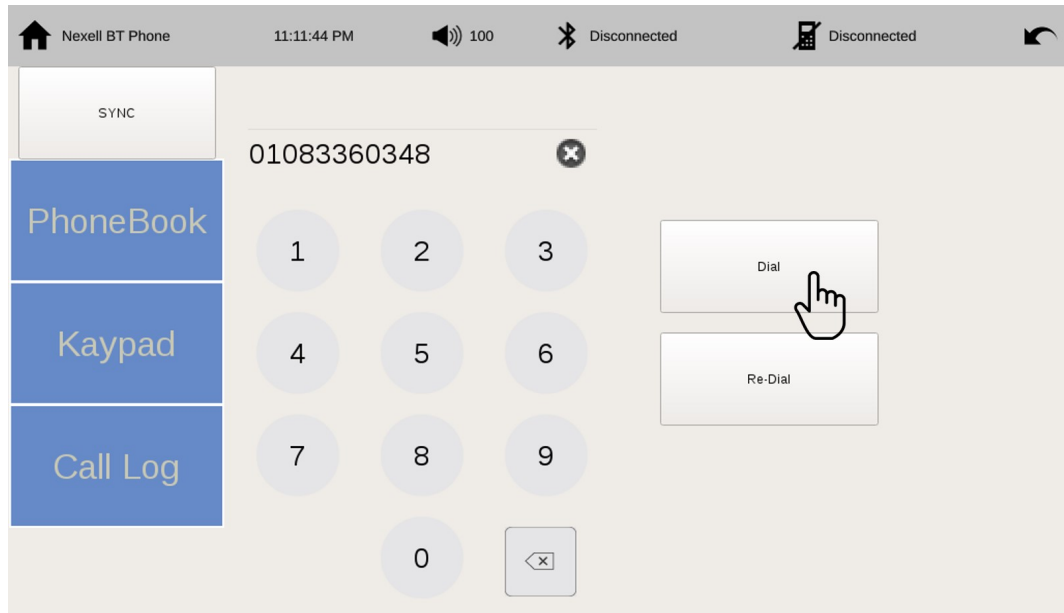 Nexell BT Phone 11:11:44 PM 100 Disconnected Disconnected
SYNC
01083360348
PhoneBook
Kaypad
Call Log
1 2 3
4 5 6
7 8 9
0
Dial
Re-Dial